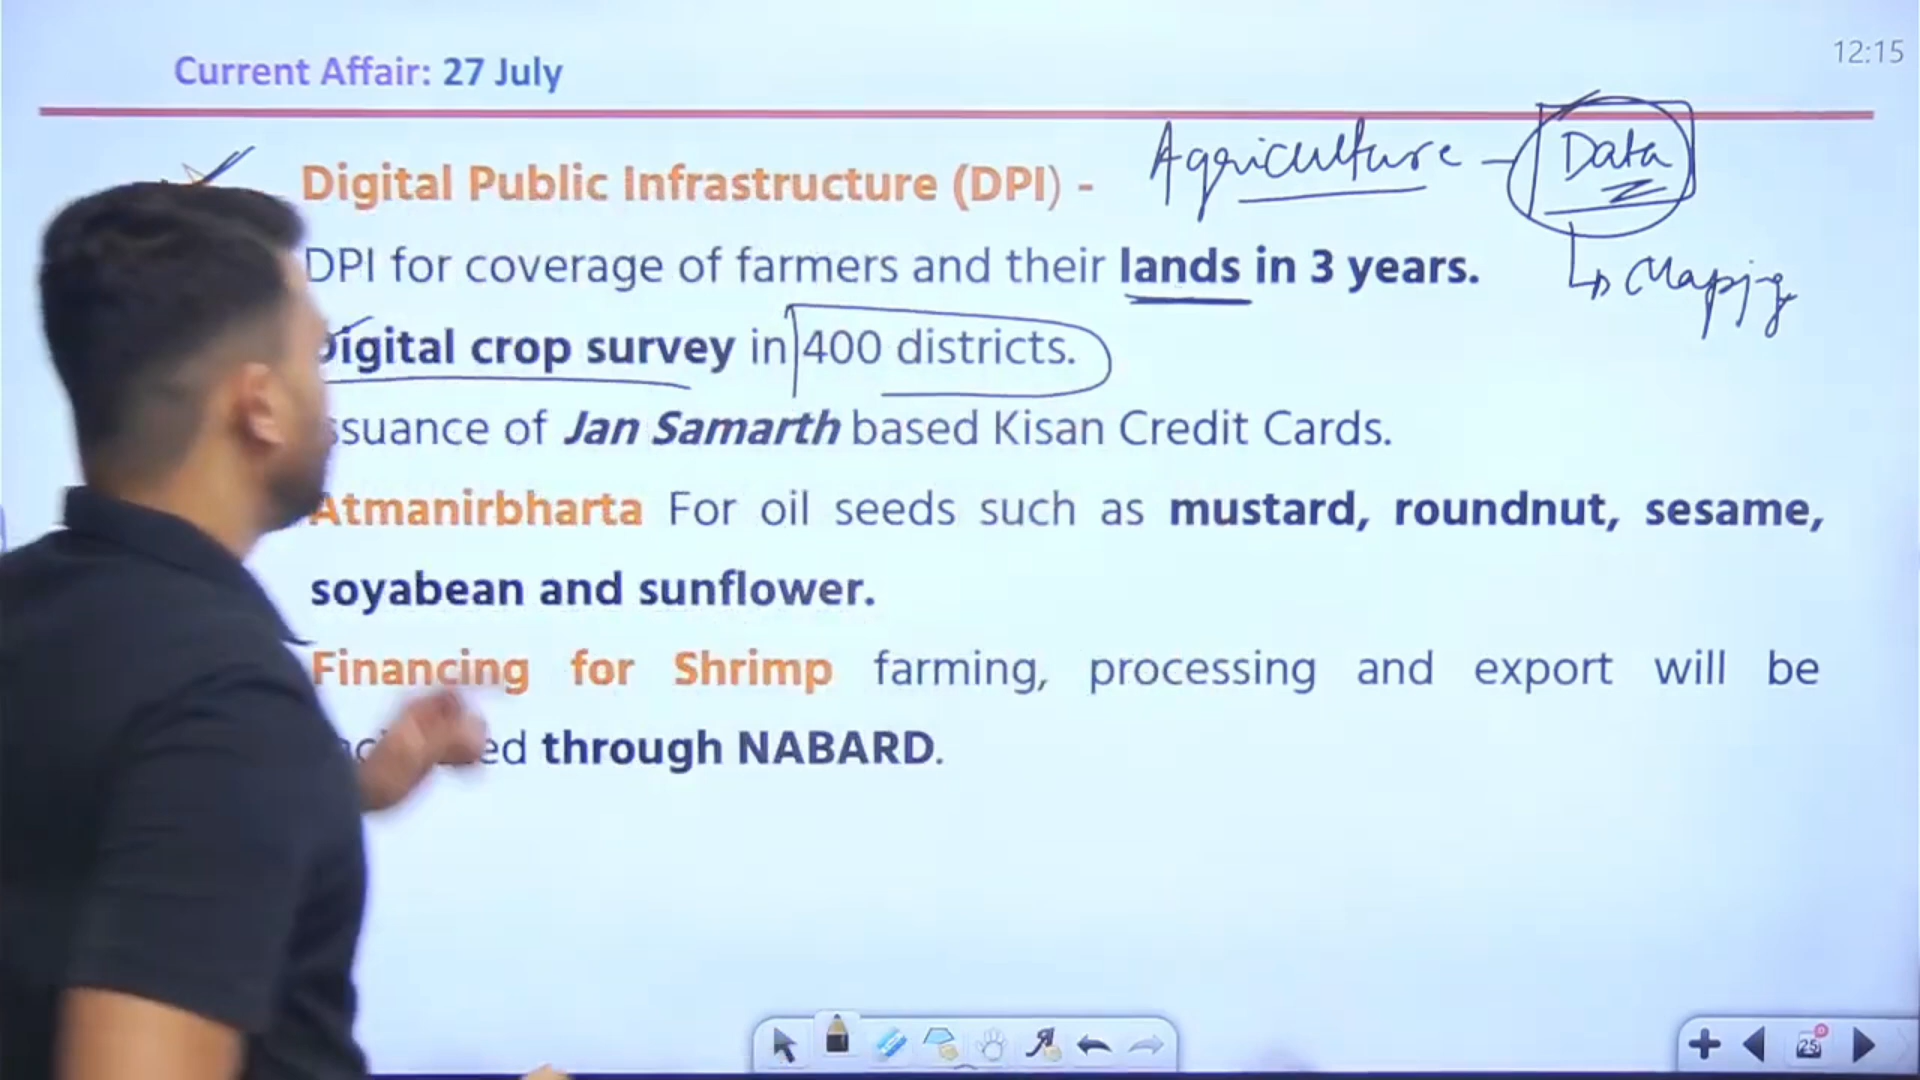 12:15
Current Affair: 27 July
Digital Public Infrastructure (DPI) - Agriculture - Data
DPI for coverage of farmers and their lands in 3 years. ↳ Mapjng
Digital crop survey in 400 districts.
ssuance of Jan Samarth based Kisan Credit Cards.
Atmanirbharta For oil seeds such as mustard, roundnut, sesame,
soyabean and sunflower.
Financing for Shrimp farming, processing and export will be
ed through NABARD.
25